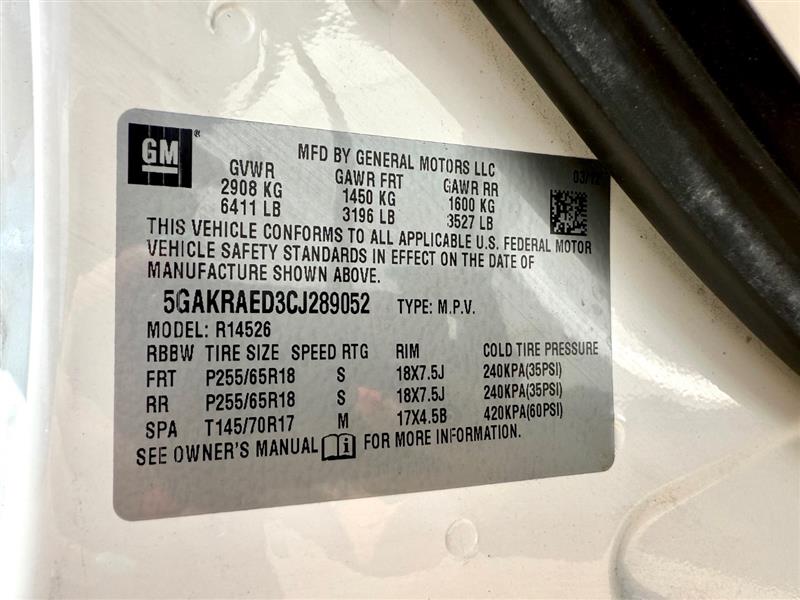 GM®
MFD BY GENERAL MOTORS LLC
03/12
GVWR GAWR FRT GAWR RR
2908 KG 1450 KG 1600 KG
6411 LB 3196 LB 3527 LB
THIS VEHICLE CONFORMS TO ALL APPLICABLE U.S. FEDERAL MOTOR
VEHICLE SAFETY STANDARDS IN EFFECT ON THE DATE OF
MANUFACTURE SHOWN ABOVE.
5GAKRAED3CJ289052 TYPE: M.P.V.
MODEL: R14526
RBBW TIRE SIZE SPEED RTG RIM COLD TIRE PRESSURE
FRT P255/65R18 S 18X7.5J 240KPA(35PSI)
RR P255/65R18 S 18X7.5J 240KPA(35PSI)
SPA T145/70R17 M 17X4.5B 420KPA(60PSI)
SEE OWNER'S MANUAL i FOR MORE INFORMATION.